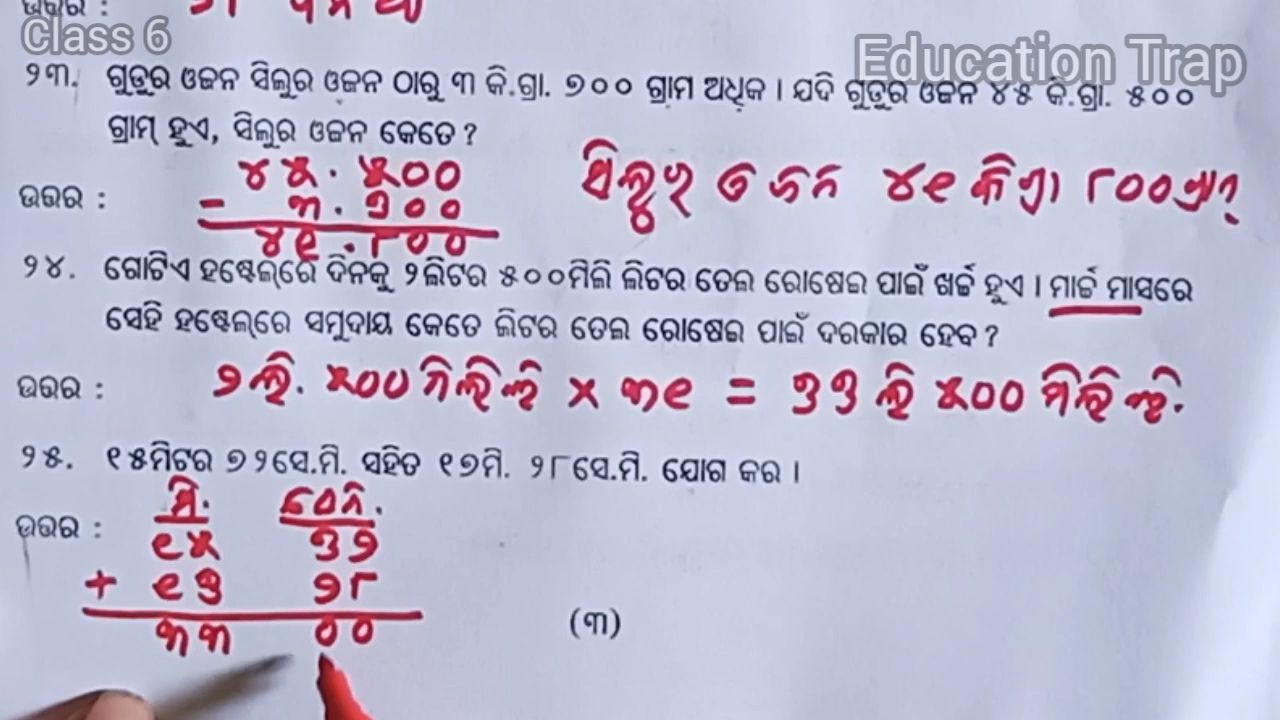 ଉତ୍ତର :
Class 6
Education Trap
୨୩. ଗୁଡୁର ଓଜନ ସିଲୁର ଓଜନ ଠାରୁ ୩ କି.ଗ୍ରା. ୭୦୦ ଗ୍ରାମ ଅଧିକ । ଯଦି ଗୁଡୁର ଓଜନ ୪୫ କି.ଗ୍ରା. ୫୦୦
ଗ୍ରାମ୍ ହୁଏ, ସିଲୁର ଓଜନ କେତେ ?
୪୫.୫୦୦
ଉତ୍ତର : - ୩.୭୦୦ ସିଲୁର ଓଜନ ୪୧ କିଗ୍ରା ୮୦୦ଗ୍ରାମ୍
୪୧.୮୦୦
୨୪. ଗୋଟିଏ ହଷ୍ଟେଲ୍‌ରେ ଦିନକୁ ୨ଲିଟର ୫୦୦ମିଲି ଲିଟର ତେଲ ରୋଷେଇ ପାଇଁ ଖର୍ଚ୍ଚ ହୁଏ । ମାର୍ଚ୍ଚ ମାସରେ
ସେହି ହଷ୍ଟେଲ୍‌ରେ ସମୁଦାୟ କେତେ ଲିଟର ତେଲ ରୋଷେଇ ପାଇଁ ଦରକାର ହେବ ?
ଉତ୍ତର : ୨ଲି. ୫୦୦ ମିଲିଲି × ୩୧ = ୭୭ ଲି ୫୦୦ ମିଲିଲି.
୨୫. ୧୫ମିଟର ୭୨ସେ.ମି. ସହିତ ୧୭ମି. ୨୮ସେ.ମି. ଯୋଗ କର ।
ମି. ସେମି.
ଉତ୍ତର : ୧୫ ୭୨
+ ୧୭ ୨୮
୩୩ ୦୦
(୩)